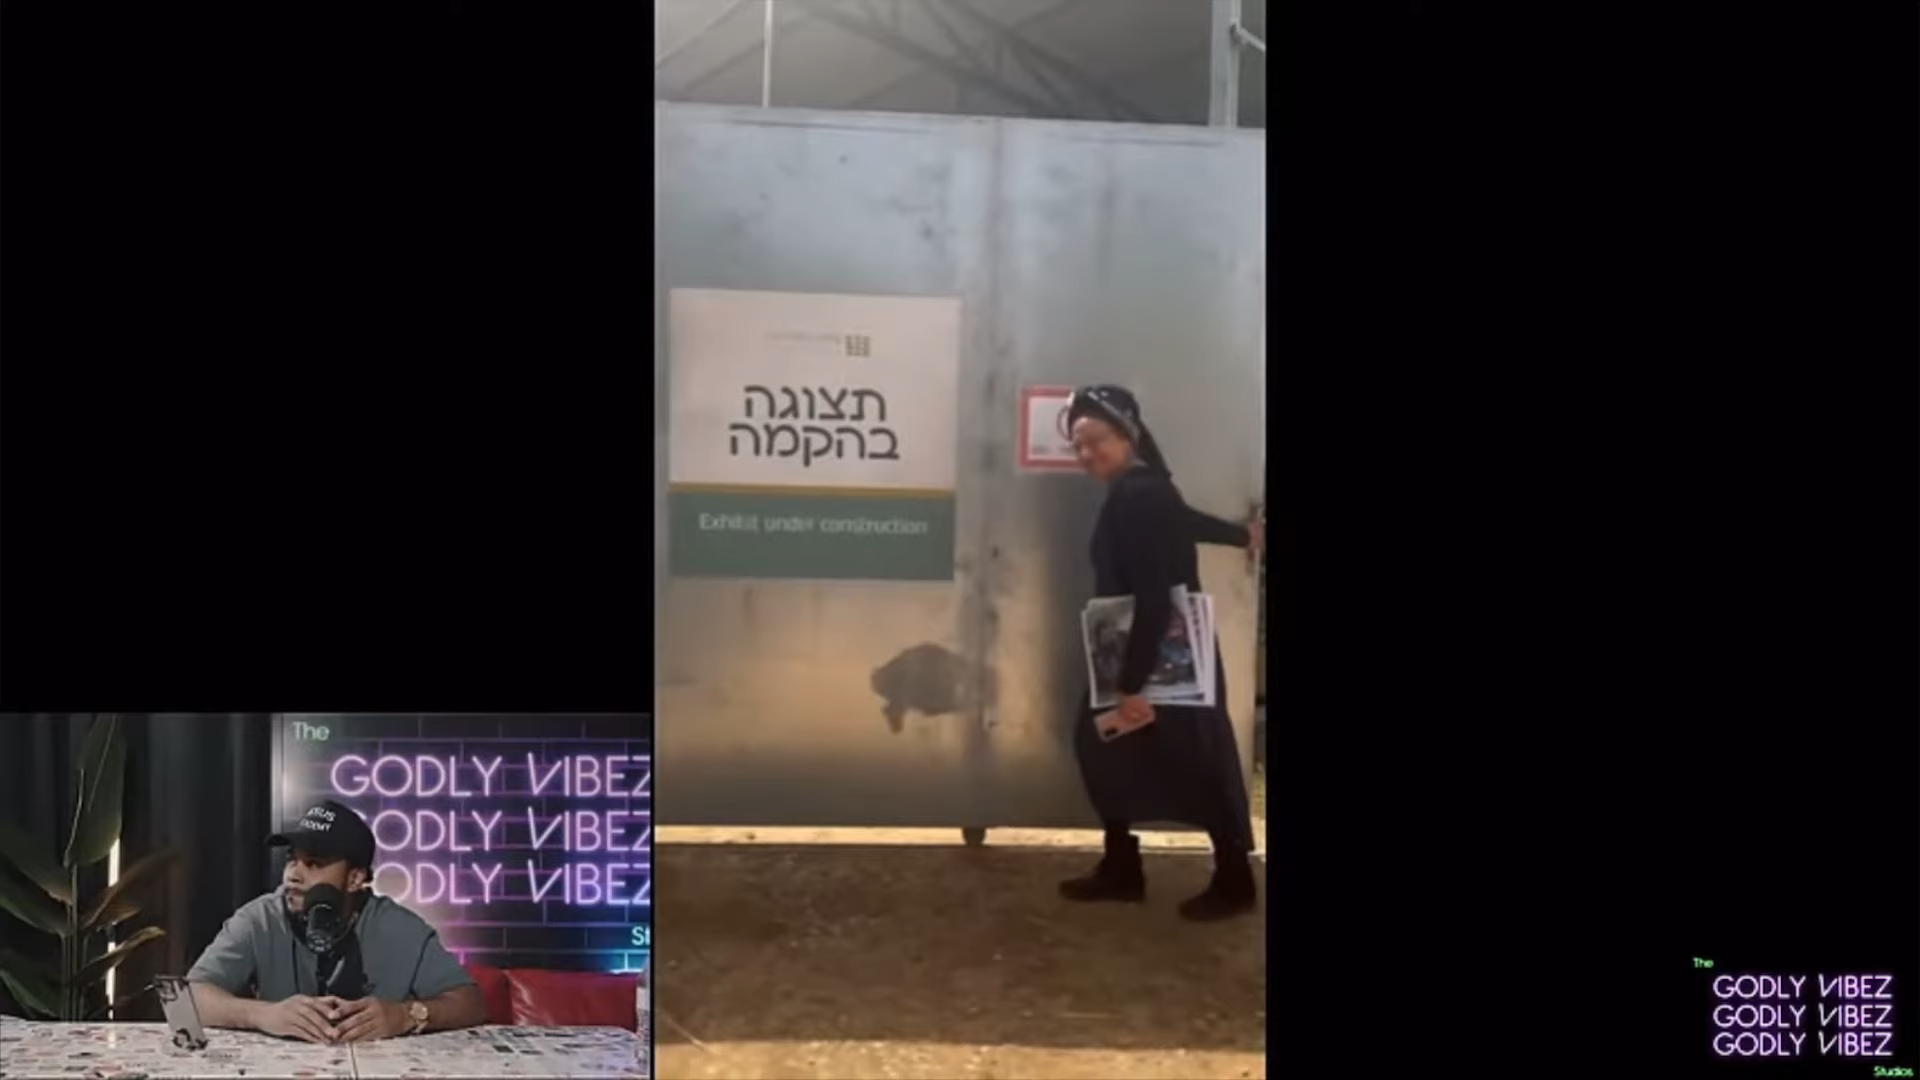 תצוגה
בהקמה
Exhibit under construction
The
GODLY VIBEZ
GODLY VIBEZ
GODLY VIBEZ
The
GODLY VIBEZ
GODLY VIBEZ
GODLY VIBEZ
Studios